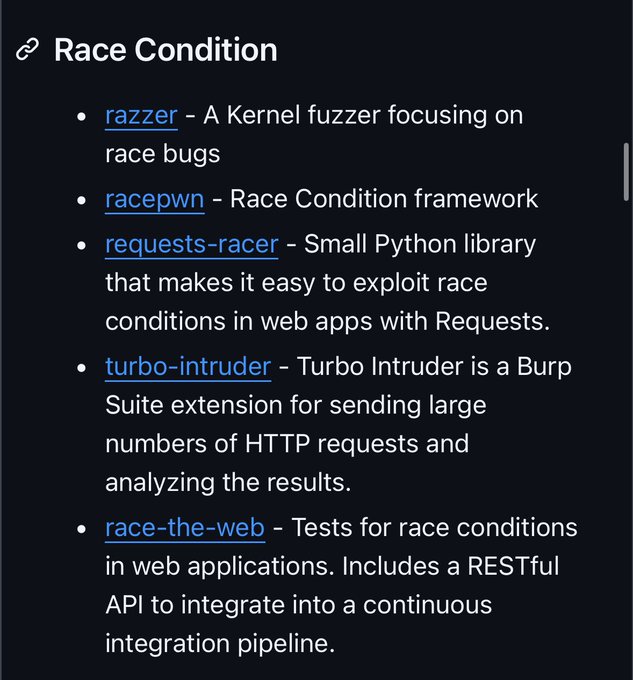 Race Condition
• razzer - A Kernel fuzzer focusing on
race bugs
• racepwn - Race Condition framework
• requests-racer - Small Python library
that makes it easy to exploit race
conditions in web apps with Requests.
• turbo-intruder - Turbo Intruder is a Burp
Suite extension for sending large
numbers of HTTP requests and
analyzing the results.
• race-the-web - Tests for race conditions
in web applications. Includes a RESTful
API to integrate into a continuous
integration pipeline.